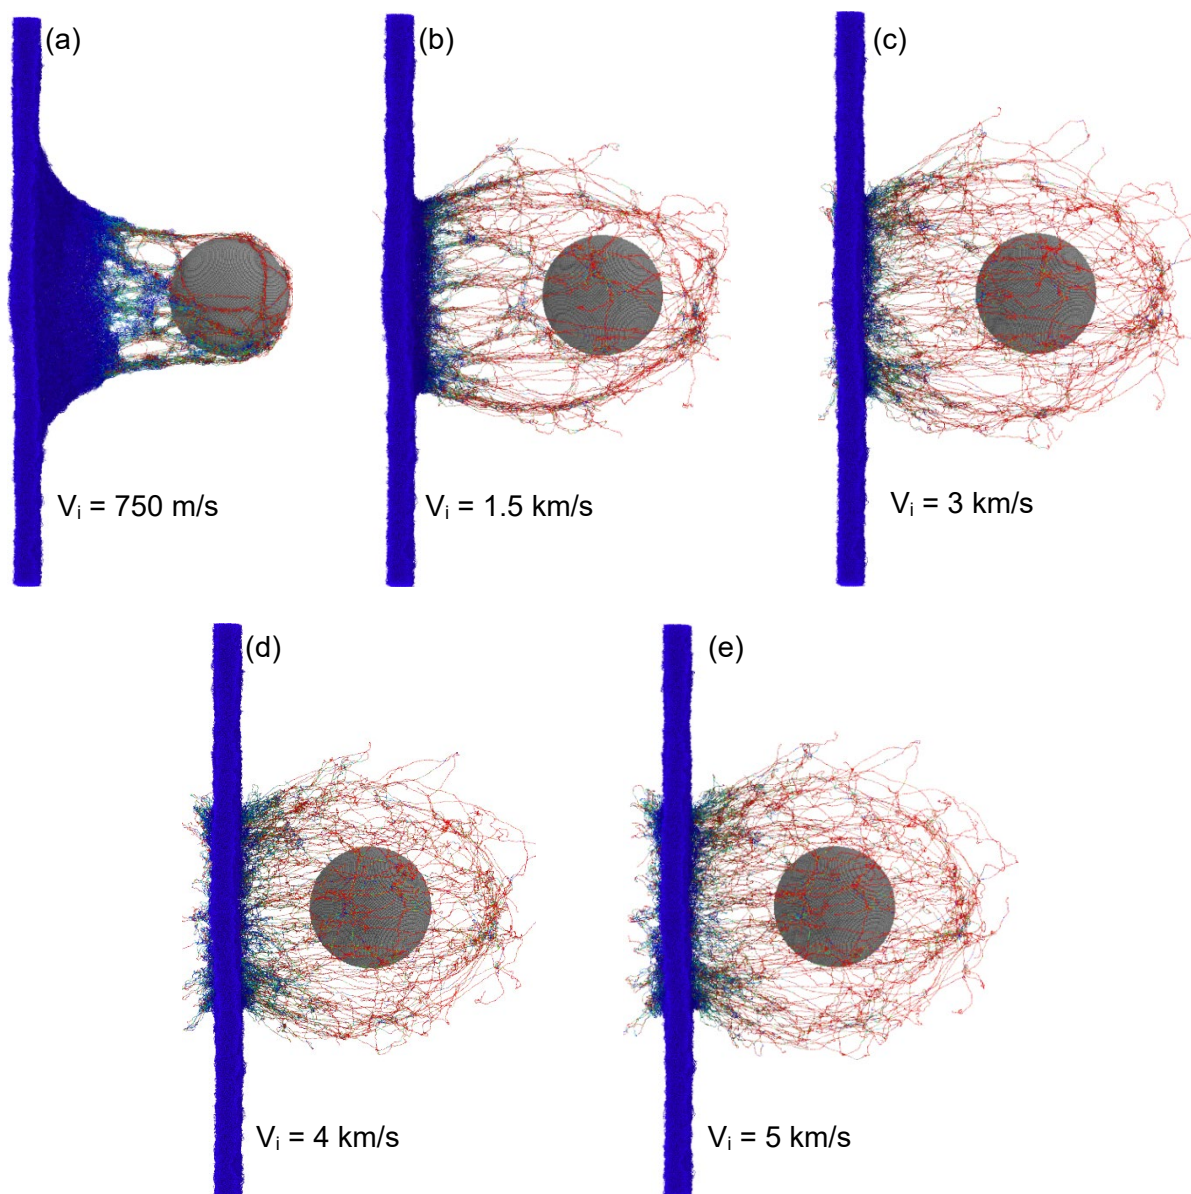 (a)
(b)
(c)
Vᵢ = 750 m/s
Vᵢ = 1.5 km/s
Vᵢ = 3 km/s
(d)
(e)
Vᵢ = 4 km/s
Vᵢ = 5 km/s